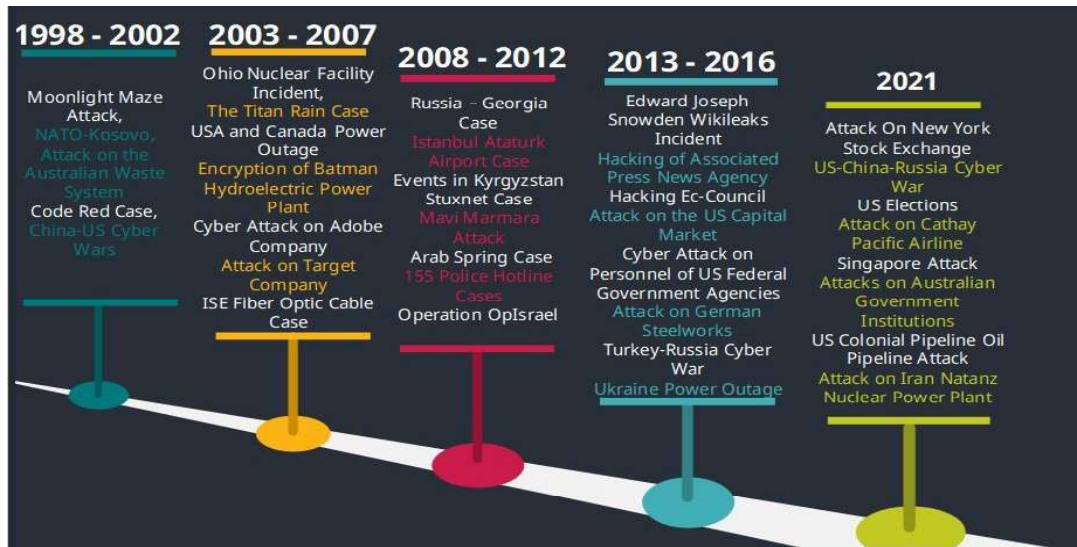 1998 - 2002
Moonlight Maze
Attack,
NATO-Kosovo,
Attack on the
Australian Waste
System
Code Red Case,
China-US Cyber
Wars
2003 - 2007
Ohio Nuclear Facility
Incident,
The Titan Rain Case
USA and Canada Power
Outage
Encryption of Batman
Hydroelectric Power
Plant
Cyber Attack on Adobe
Company
Attack on Target
Company
ISE Fiber Optic Cable
Case
2008 - 2012
Russia – Georgia
Case
Istanbul Ataturk
Airport Case
Events in Kyrgyzstan
Stuxnet Case
Mavi Marmara
Attack
Arab Spring Case
155 Police Hotline
Cases
Operation OpIsrael
2013 - 2016
Edward Joseph
Snowden Wikileaks
Incident
Hacking of Associated
Press News Agency
Hacking Ec-Council
Attack on the US Capital
Market
Cyber Attack on
Personnel of US Federal
Government Agencies
Attack on German
Steelworks
Turkey-Russia Cyber
War
Ukraine Power Outage
2021
Attack On New York
Stock Exchange
US-China-Russia Cyber
War
US Elections
Attack on Cathay
Pacific Airline
Singapore Attack
Attacks on Australian
Government
Institutions
US Colonial Pipeline Oil
Pipeline Attack
Attack on Iran Natanz
Nuclear Power Plant